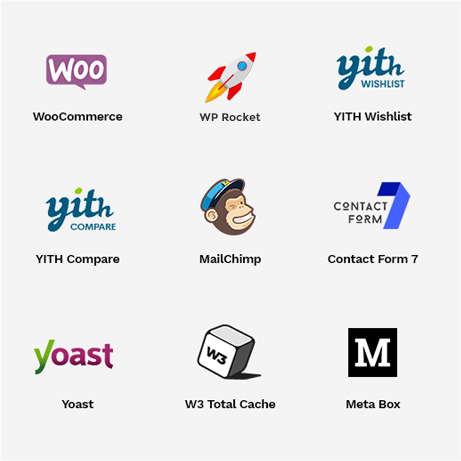 WOO
WooCommerce
WP Rocket
yith
WISHLIST
YITH Wishlist
yith
COMPARE
YITH Compare
MailChimp
CONTACT
FORM 7
Contact Form 7
yoast
Yoast
W3
W3 Total Cache
M
Meta Box